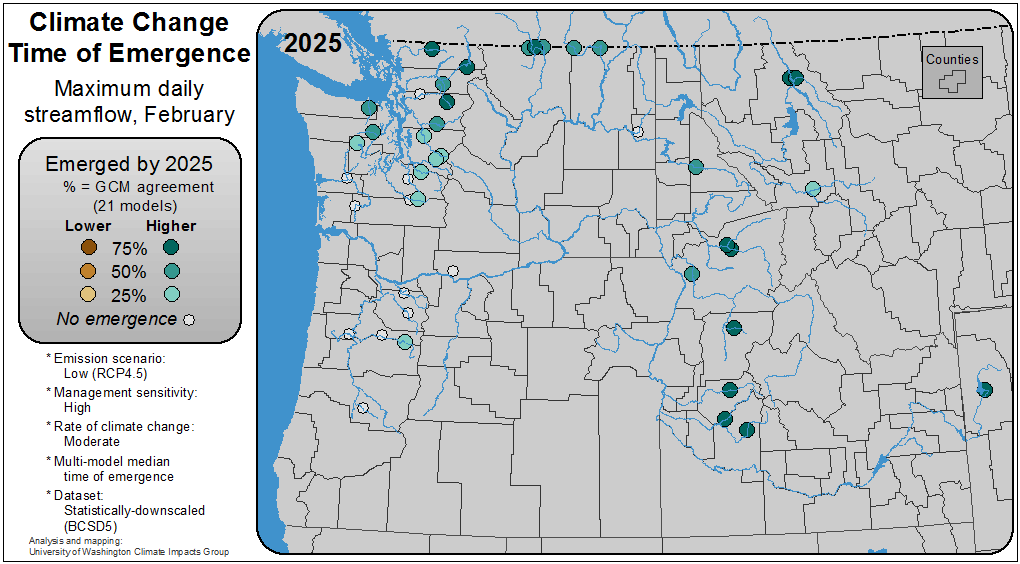 Climate Change
Time of Emergence
Maximum daily
streamflow, February
Emerged by 2025
% = GCM agreement
(21 models)
Lower Higher
75%
50%
25%
No emergence
* Emission scenario:
Low (RCP4.5)
* Management sensitivity:
High
* Rate of climate change:
Moderate
* Multi-model median
time of emergence
* Dataset:
Statistically-downscaled
(BCSD5)
Analysis and mapping:
University of Washington Climate Impacts Group
2025
Counties